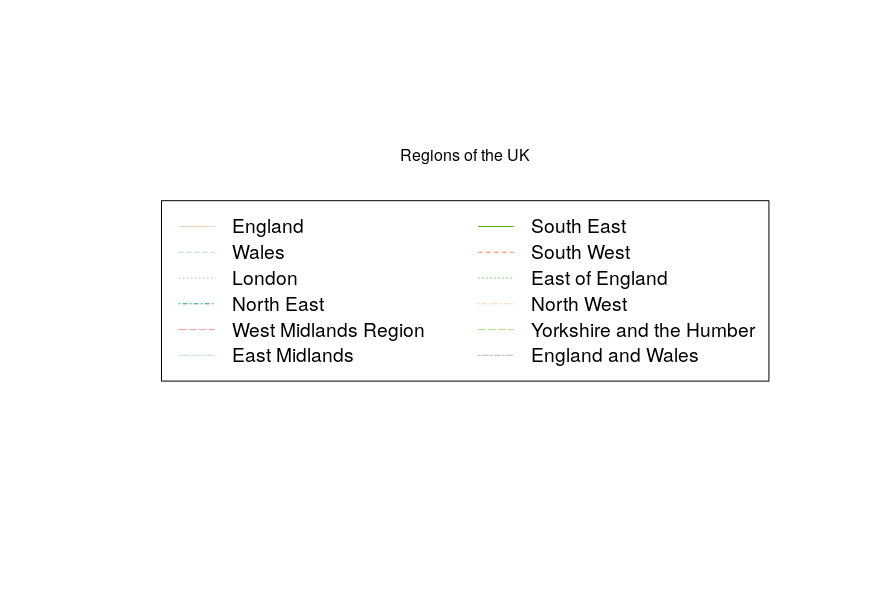 Regions of the UK
England
Wales
London
North East
West Midlands Region
East Midlands
South East
South West
East of England
North West
Yorkshire and the Humber
England and Wales